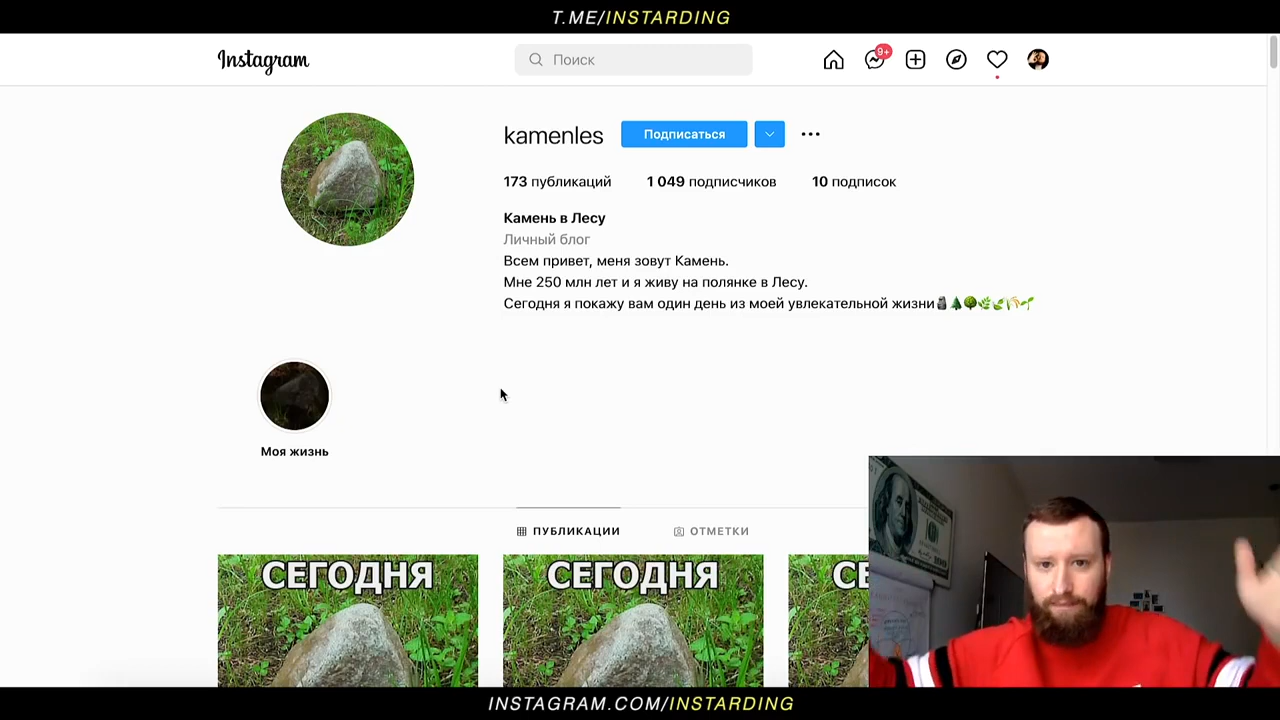 T.ME/INSTARDING
Instagram
Поиск
9+
kamenles
Подписаться
173 публикаций 1 049 подписчиков 10 подписок
Камень в Лесу
Личный блог
Всем привет, меня зовут Камень.
Мне 250 млн лет и я живу на полянке в Лесу.
Сегодня я покажу вам один день из моей увлекательной жизни🗿🌲🌳🌿🍃🎋🌱
Моя жизнь
ПУБЛИКАЦИИ ОТМЕТКИ
СЕГОДНЯ СЕГОДНЯ СЕ
INSTAGRAM.COM/INSTARDING